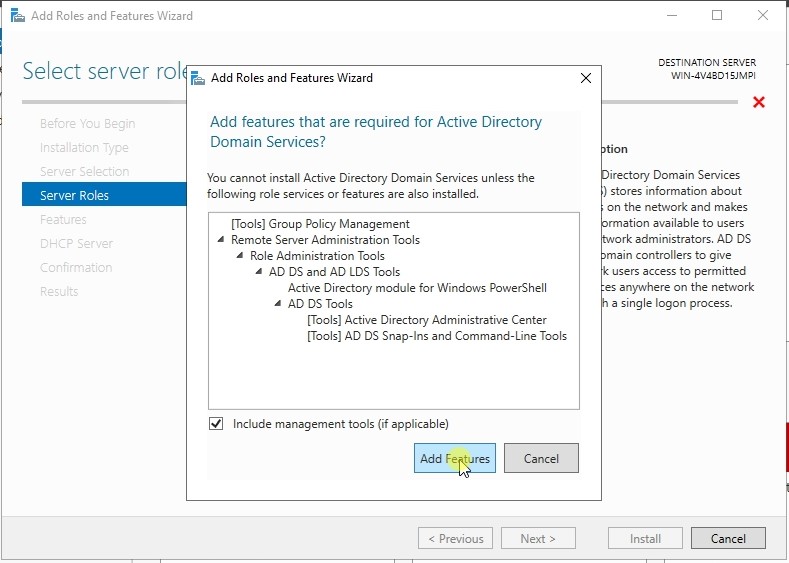 Add Roles and Features Wizard
Select server
DESTINATION SERVER
WIN-4V4BD15JMPI
Before You Begin
Installation Type
Server Selection
Server Roles
Features
DHCP Server
Confirmation
Results
Add Roles and Features Wizard
Add features that are required for Active Directory
Domain Services?
You cannot install Active Directory Domain Services unless the
following role services or features are also installed.
[Tools] Group Policy Management
Remote Server Administration Tools
Role Administration Tools
AD DS and AD LDS Tools
Active Directory module for Windows PowerShell
AD DS Tools
[Tools] Active Directory Administrative Center
[Tools] AD DS Snap-Ins and Command-Line Tools
Include management tools (if applicable)
Add Features
Cancel
Directory Domain Services
stores information about
on the network and makes
available to users
administrators. AD DS
controllers to give
users access to permitted
anywhere on the network
a single logon process.
< Previous
Next >
Install
Cancel